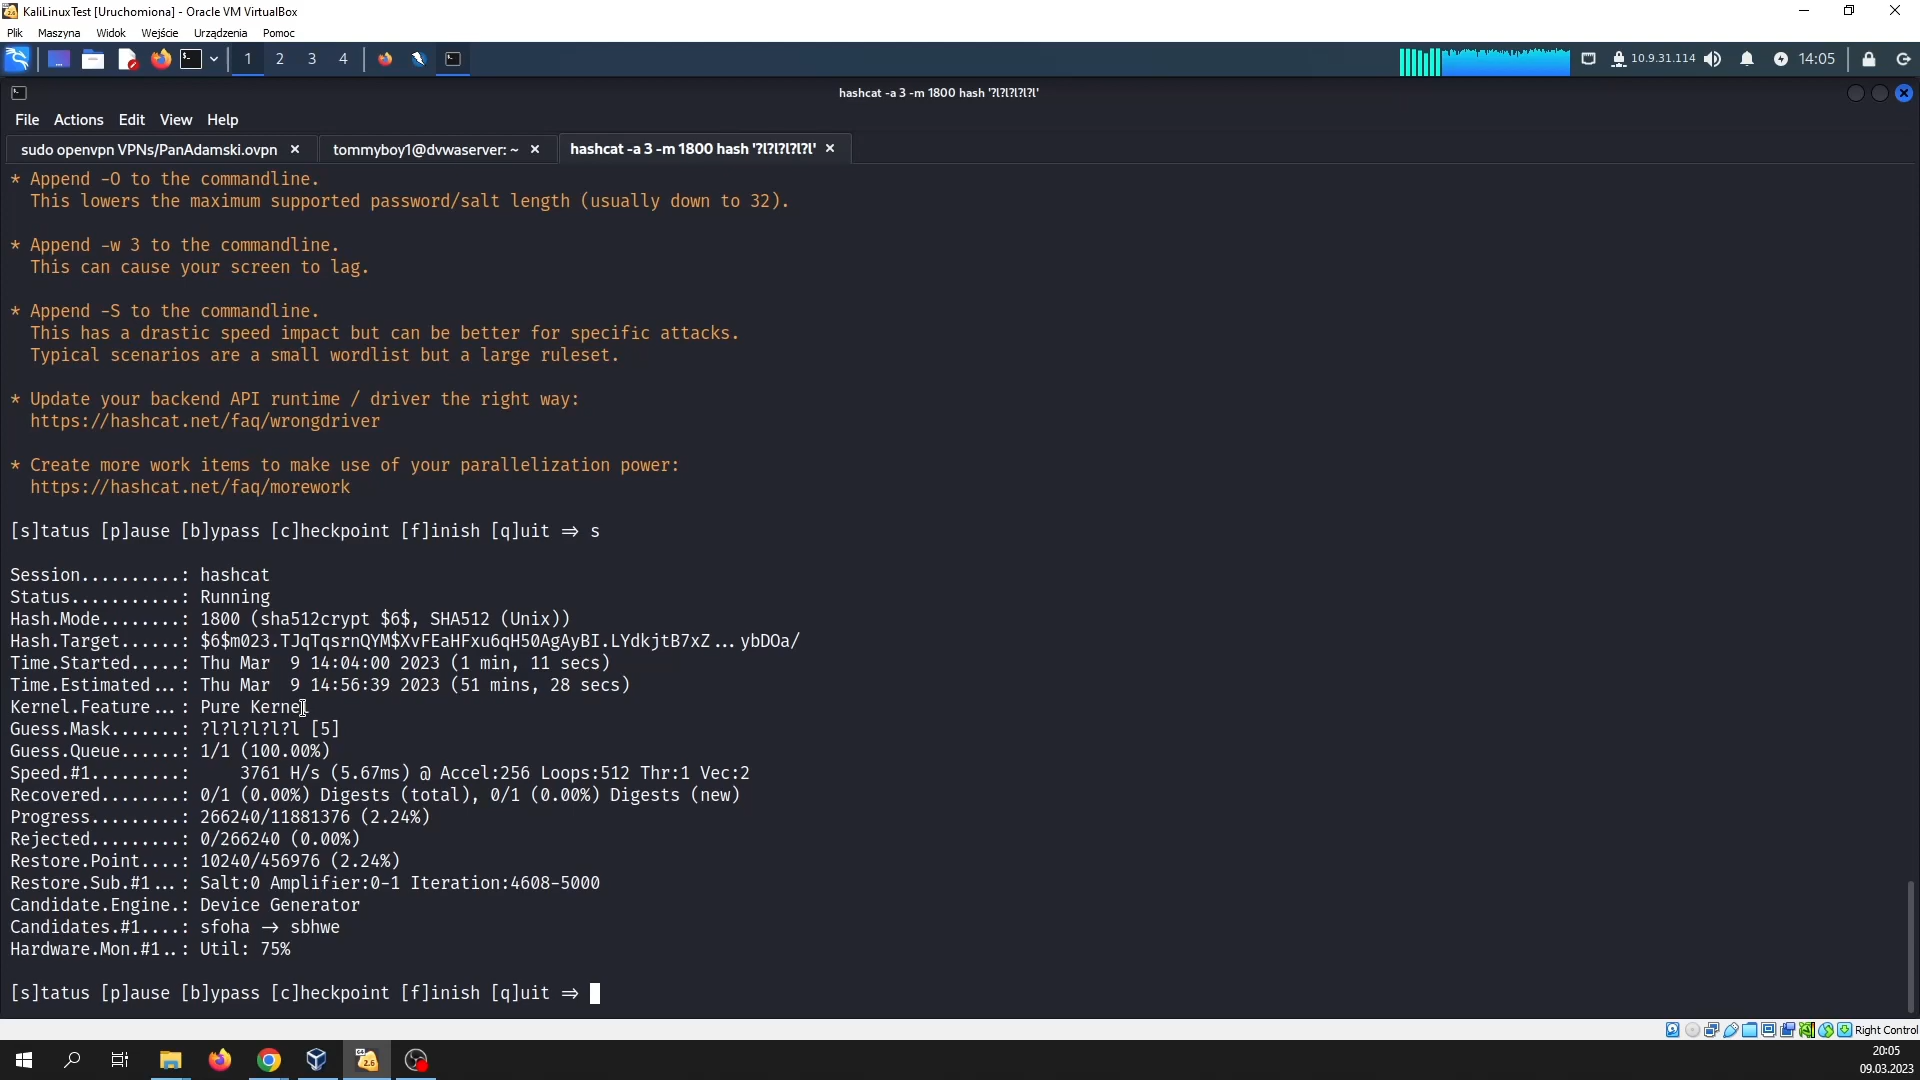 KaliLinuxTest [Uruchomiona] - Oracle VM VirtualBox
Plik Maszyna Widok Wejście Urządzenia Pomoc
1 2 3 4 10.9.31.114 14:05
hashcat -a 3 -m 1800 hash '?l?l?l?l?l'
File Actions Edit View Help
sudo openvpn VPNs/PanAdamski.ovpn × tommyboy1@dvwaserver: ~ × hashcat -a 3 -m 1800 hash '?l?l?l?l?l' ×
* Append -O to the commandline.
This lowers the maximum supported password/salt length (usually down to 32).
* Append -w 3 to the commandline.
This can cause your screen to lag.
* Append -S to the commandline.
This has a drastic speed impact but can be better for specific attacks.
Typical scenarios are a small wordlist but a large ruleset.
* Update your backend API runtime / driver the right way:
https://hashcat.net/faq/wrongdriver
* Create more work items to make use of your parallelization power:
https://hashcat.net/faq/morework
[s]tatus [p]ause [b]ypass [c]heckpoint [f]inish [q]uit => s
Session..........: hashcat
Status...........: Running
Hash.Mode........: 1800 (sha512crypt $6$, SHA512 (Unix))
Hash.Target......: $6$m023.TJqTqsrnQYM$XvFEaHFxu6qH50AgAyBI.LYdkjtB7xZ...ybDOa/
Time.Started.....: Thu Mar  9 14:04:00 2023 (1 min, 11 secs)
Time.Estimated...: Thu Mar  9 14:56:39 2023 (51 mins, 28 secs)
Kernel.Feature...: Pure Kernel
Guess.Mask.......: ?l?l?l?l?l [5]
Guess.Queue......: 1/1 (100.00%)
Speed.#1.........:     3761 H/s (5.67ms) @ Accel:256 Loops:512 Thr:1 Vec:2
Recovered........: 0/1 (0.00%) Digests (total), 0/1 (0.00%) Digests (new)
Progress.........: 266240/11881376 (2.24%)
Rejected.........: 0/266240 (0.00%)
Restore.Point....: 10240/456976 (2.24%)
Restore.Sub.#1...: Salt:0 Amplifier:0-1 Iteration:4608-5000
Candidate.Engine.: Device Generator
Candidates.#1....: sfoha -> sbhwe
Hardware.Mon.#1..: Util: 75%
[s]tatus [p]ause [b]ypass [c]heckpoint [f]inish [q]uit =>
Right Control
20:05
09.03.2023